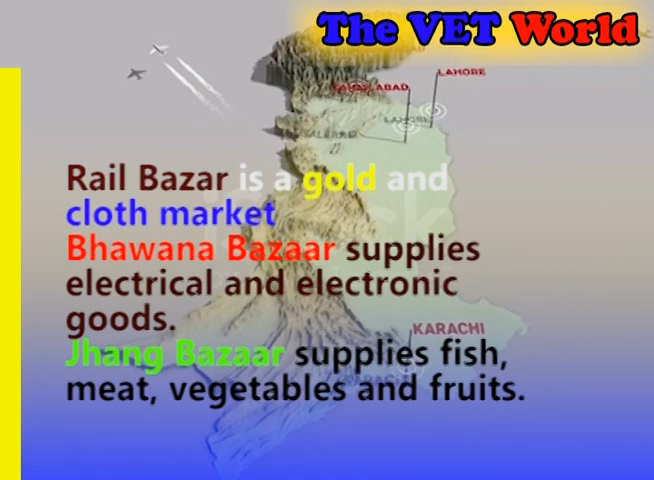 The VET World
LAHORE
LAHORE
Rail Bazar is a gold and
cloth market
Bhawana Bazaar supplies
electrical and electronic
goods.
KARACHI
Jhang Bazaar supplies fish,
meat, vegetables and fruits.